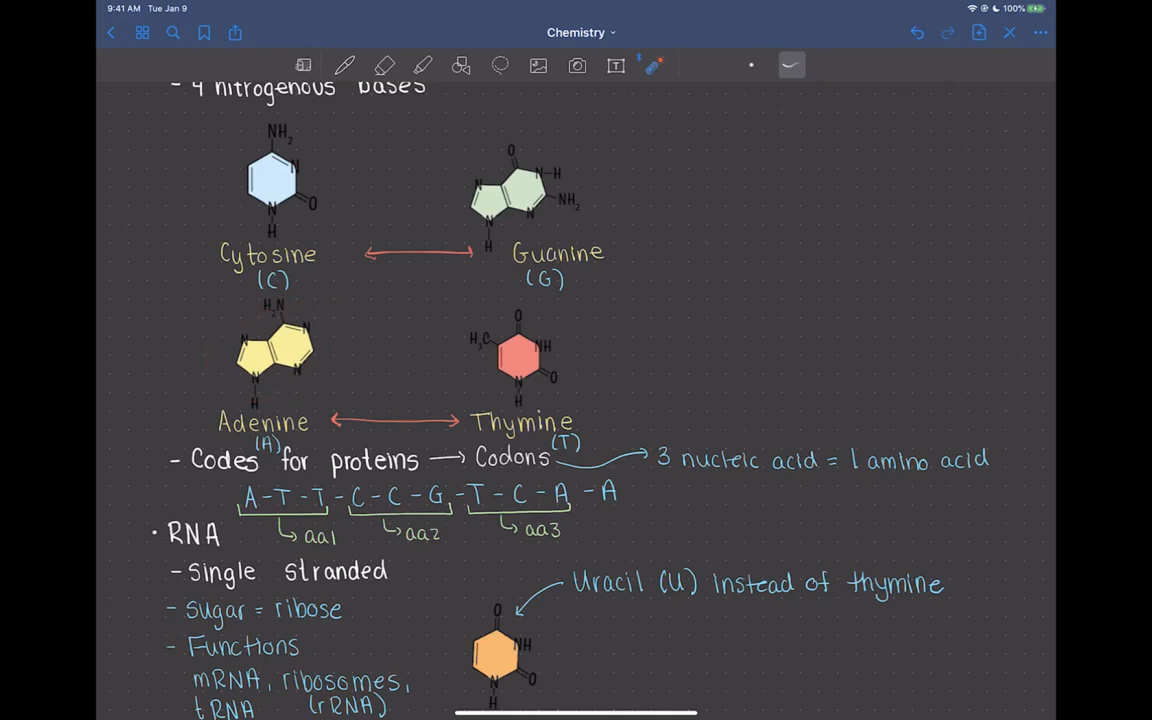 9:41 AM Tue Jan 9 100%
Chemistry
T
- 4 nitrogenous bases
NH2
N
O
N
H
O
N-H
N
NH2
N
N
H
Cytosine Guanine
(C) (G)
H2N
N
N
N
N
H
O
H3C
NH
O
N
H
Adenine Thymine
(A) (T)
- Codes for proteins → Codons 3 nucleic acid = 1 amino acid
A-T-T-C-C-G-T-C-A-A
aa1 aa2 aa3
• RNA
- Single stranded
Uracil (U) instead of thymine
- Sugar = ribose
- Functions
O
NH
O
N
H
mRNA, ribosomes,
tRNA (rRNA)